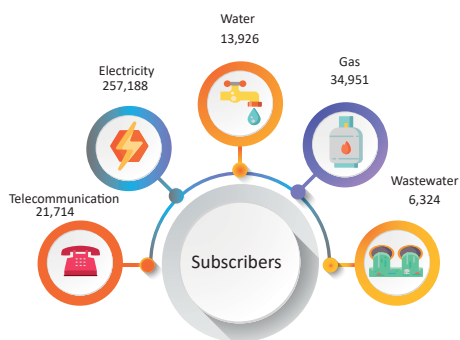 Water
13,926
Electricity
257,188
Gas
34,951
Telecommunication
21,714
Wastewater
6,324
Subscribers